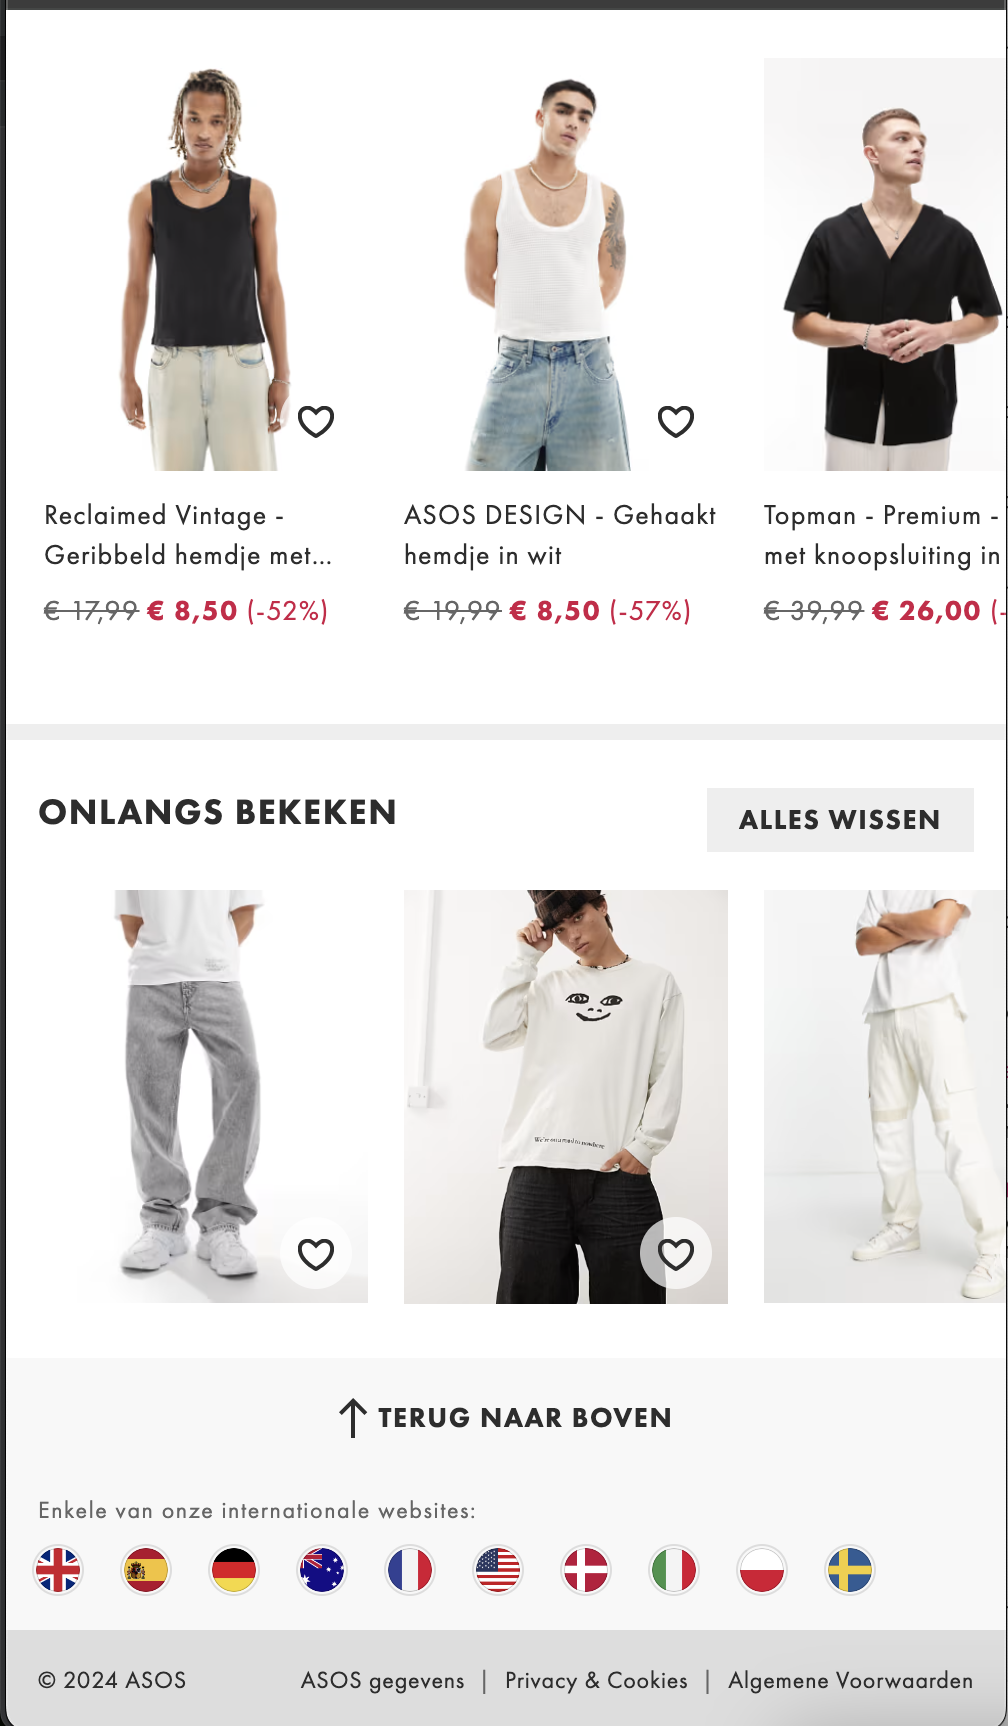 Reclaimed Vintage -
Geribbeld hemdje met...
€ 17,99 € 8,50 (-52%)
ASOS DESIGN - Gehaakt
hemdje in wit
€ 19,99 € 8,50 (-57%)
Topman - Premium -
met knoopsluiting in
€ 39,99 € 26,00 (-
ONLANGS BEKEKEN
ALLES WISSEN
We're on a road to nowhere
TERUG NAAR BOVEN
Enkele van onze internationale websites:
© 2024 ASOS
ASOS gegevens | Privacy & Cookies | Algemene Voorwaarden